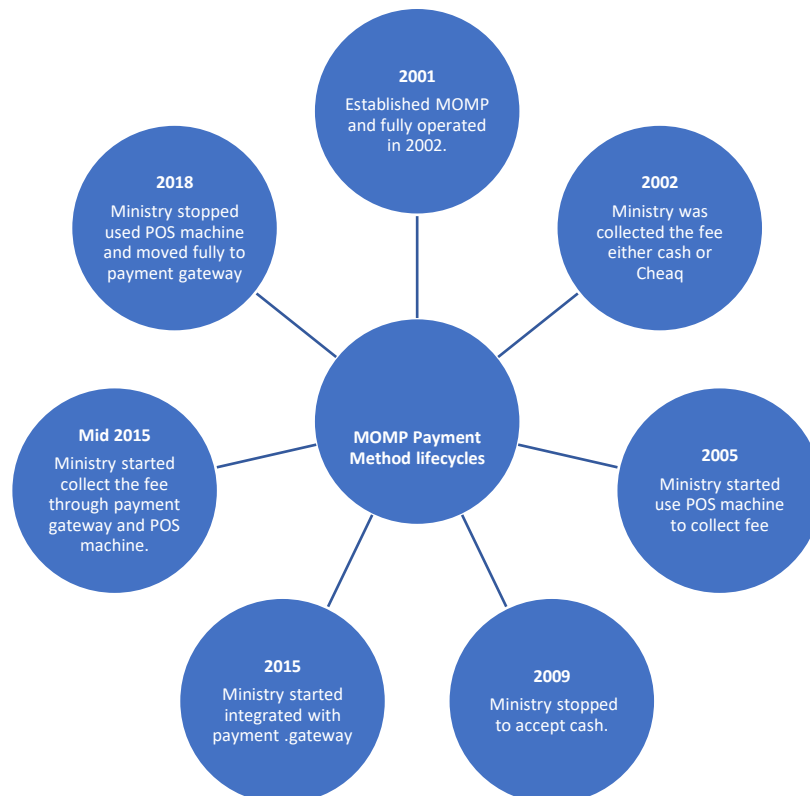 2001
Established MOMP
and fully operated
in 2002.
2002
Ministry was
collected the fee
either cash or
Cheaq
2005
Ministry started
use POS machine
to collect fee
2009
Ministry stopped
to accept cash.
2015
Ministry started
integrated with
payment .gateway
Mid 2015
Ministry started
collect the fee
through payment
gateway and POS
machine.
2018
Ministry stopped
used POS machine
and moved fully to
payment gateway
MOMP Payment
Method lifecycles